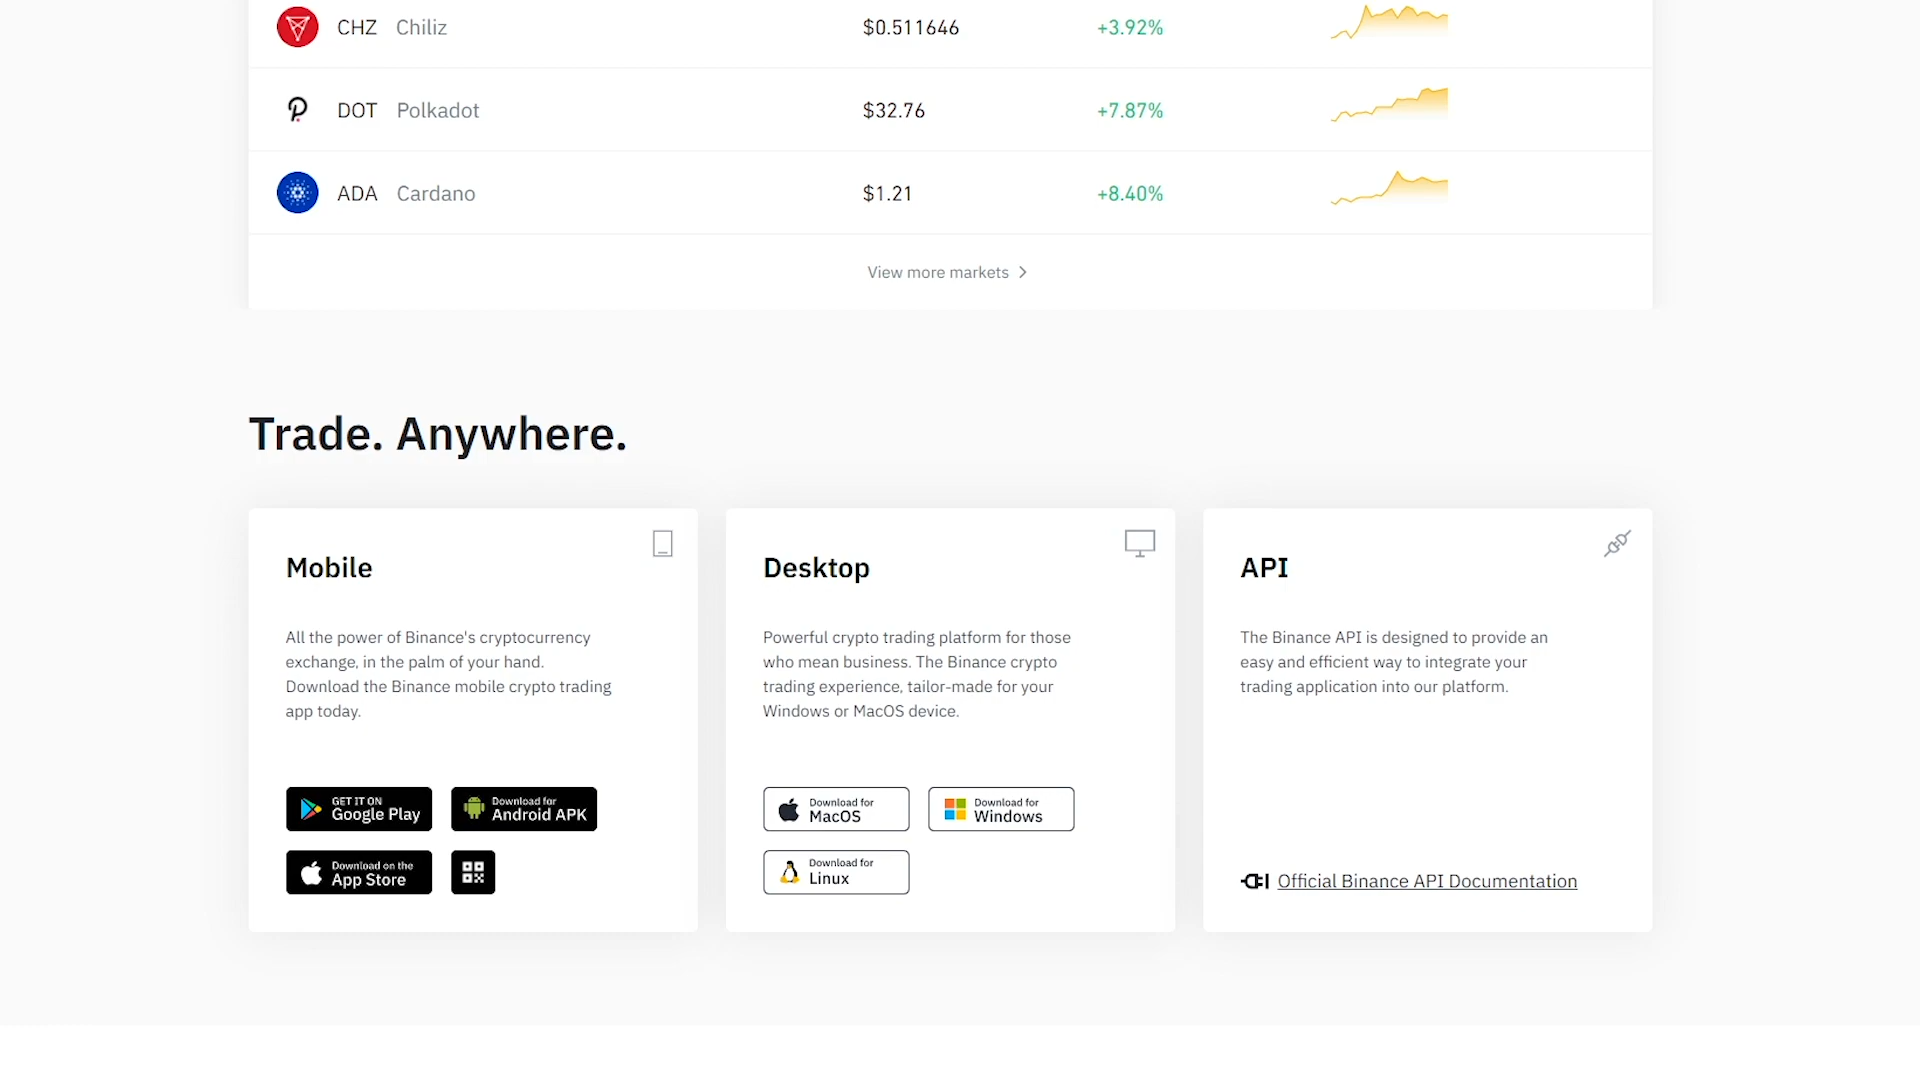 CHZ Chiliz $0.511646 +3.92%
DOT Polkadot $32.76 +7.87%
ADA Cardano $1.21 +8.40%
View more markets
Trade. Anywhere.
Mobile
All the power of Binance's cryptocurrency
exchange, in the palm of your hand.
Download the Binance mobile crypto trading
app today.
GET IT ON
Google Play
Download for
Android APK
Download on the
App Store
Desktop
Powerful crypto trading platform for those
who mean business. The Binance crypto
trading experience, tailor-made for your
Windows or MacOS device.
Download for
MacOS
Download for
Windows
Download for
Linux
API
The Binance API is designed to provide an
easy and efficient way to integrate your
trading application into our platform.
Official Binance API Documentation